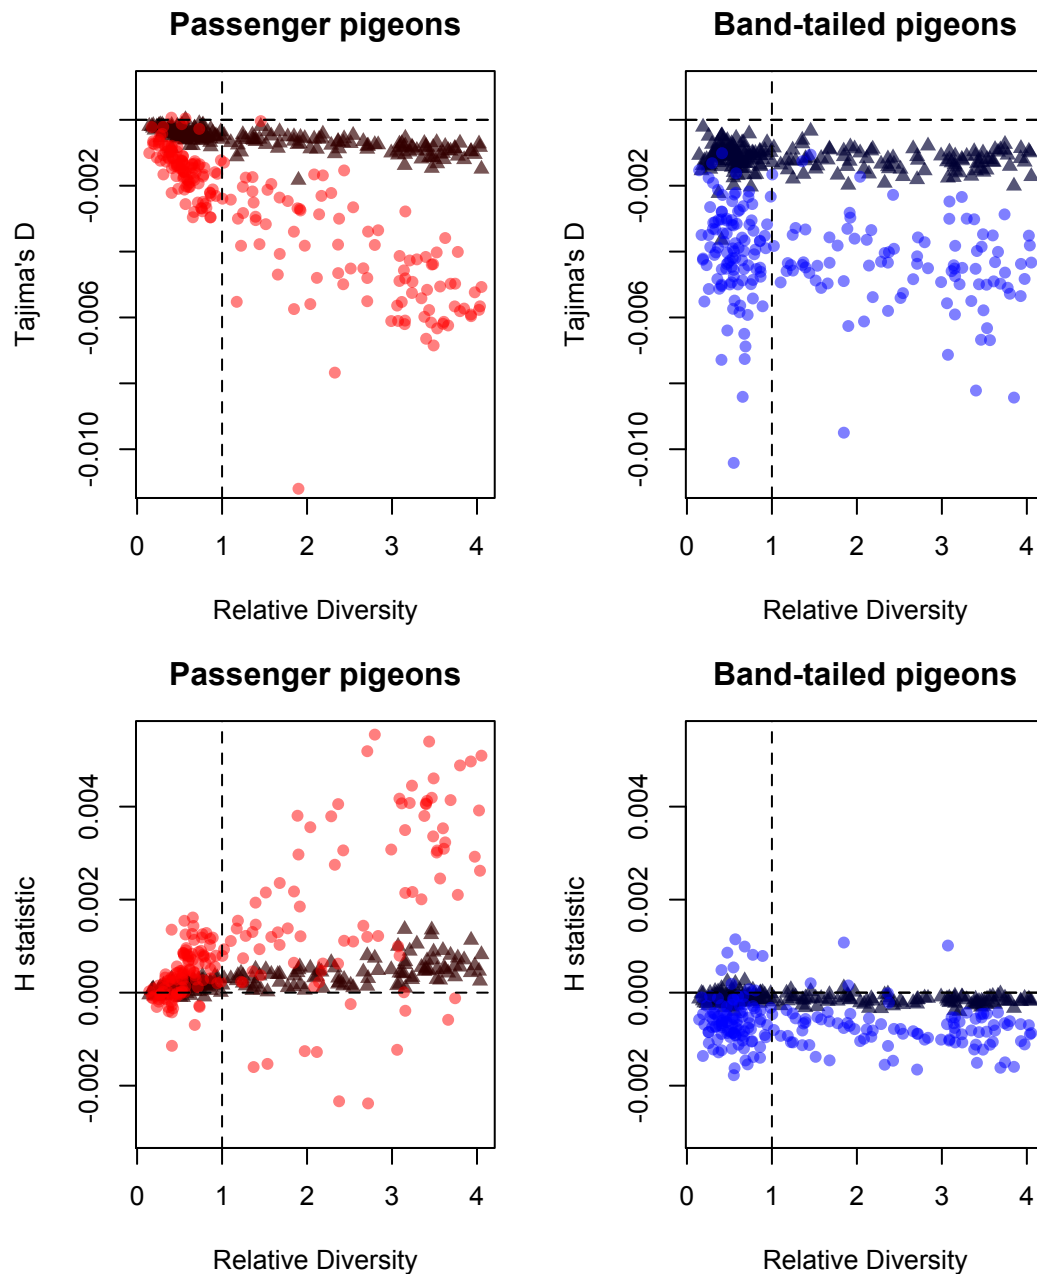 Passenger pigeons
Band-tailed pigeons
Tajima's D
-0.002
-0.006
-0.010
0 1 2 3 4
Relative Diversity
Tajima's D
-0.002
-0.006
-0.010
0 1 2 3 4
Relative Diversity
Passenger pigeons
Band-tailed pigeons
H statistic
0.004
0.002
0.000
-0.002
0 1 2 3 4
Relative Diversity
H statistic
0.004
0.002
0.000
-0.002
0 1 2 3 4
Relative Diversity